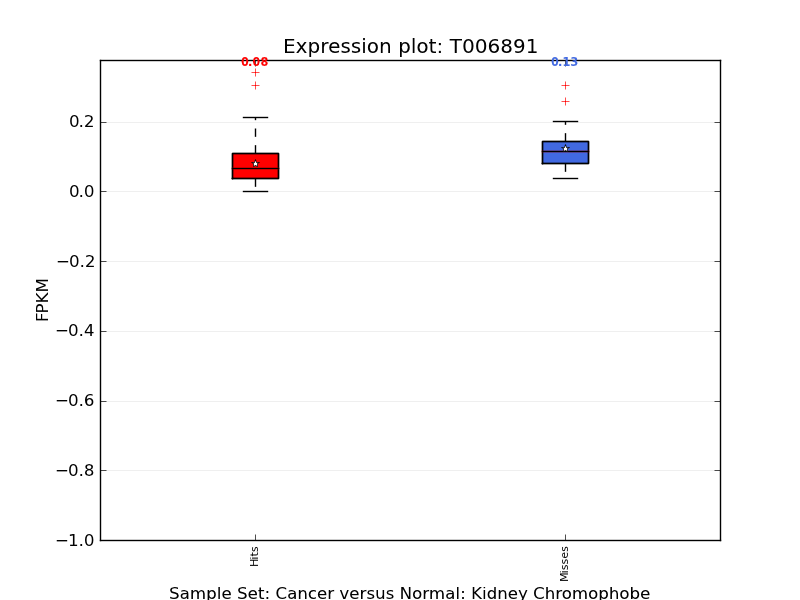 Expression plot: T006891
0.08
0.13
0.2
0.0
−0.2
−0.4
−0.6
−0.8
−1.0
FPKM
Hits
Misses
Sample Set: Cancer versus Normal: Kidney Chromophobe